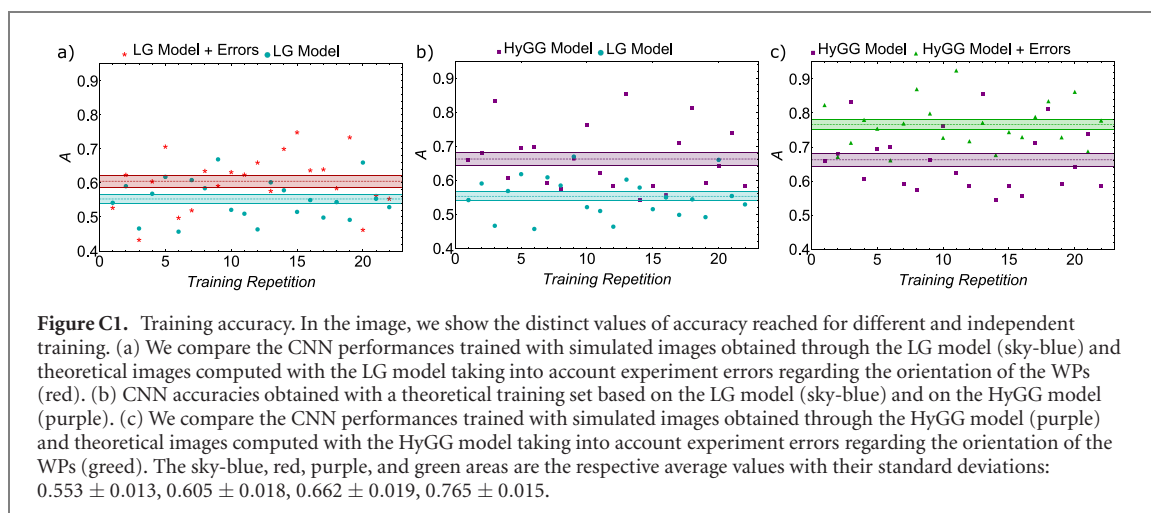 a) LG Model + Errors LG Model
0.9
0.8
0.7
A
0.6
0.5
0.4
0 5 10 15 20
Training Repetition
b) HyGG Model LG Model
0.9
0.8
0.7
A
0.6
0.5
0.4
0 5 10 15 20
Training Repetition
c) HyGG Model HyGG Model + Errors
0.9
0.8
0.7
A
0.6
0.5
0.4
0 5 10 15 20
Training Repetition
Figure C1. Training accuracy. In the image, we show the distinct values of accuracy reached for different and independent
training. (a) We compare the CNN performances trained with simulated images obtained through the LG model (sky-blue) and
theoretical images computed with the LG model taking into account experiment errors regarding the orientation of the WPs
(red). (b) CNN accuracies obtained with a theoretical training set based on the LG model (sky-blue) and on the HyGG model
(purple). (c) We compare the CNN performances trained with simulated images obtained through the HyGG model (purple)
and theoretical images computed with the HyGG model taking into account experiment errors regarding the orientation of the
WPs (greed). The sky-blue, red, purple, and green areas are the respective average values with their standard deviations:
0.553 ± 0.013, 0.605 ± 0.018, 0.662 ± 0.019, 0.765 ± 0.015.